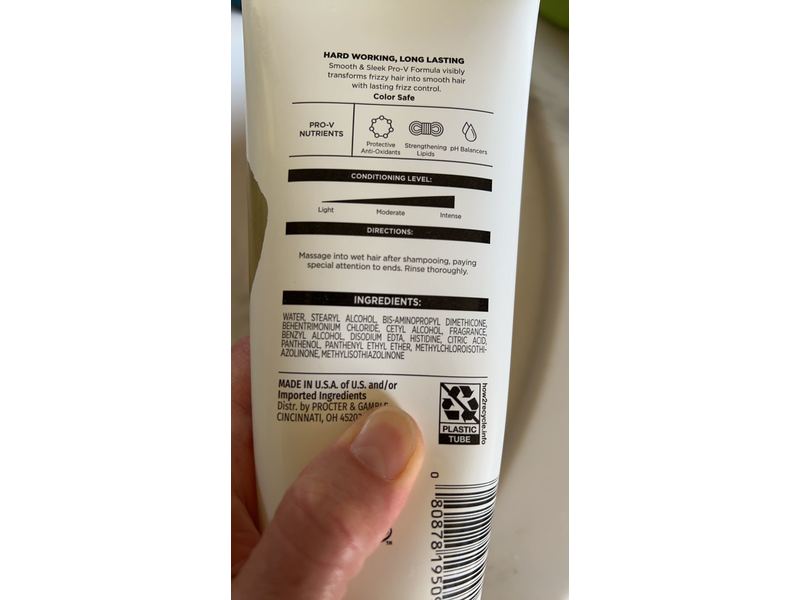 HARD WORKING, LONG LASTING
Smooth & Sleek Pro-V Formula visibly
transforms frizzy hair into smooth hair
with lasting frizz control.
Color Safe
PRO-V
NUTRIENTS
Protective
Anti-Oxidants
Strengthening
Lipids
pH Balancers
CONDITIONING LEVEL:
Light
Moderate
Intense
DIRECTIONS:
Massage into wet hair after shampooing, paying
special attention to ends. Rinse thoroughly.
INGREDIENTS:
WATER, STEARYL ALCOHOL, BIS-AMINOPROPYL DIMETHICONE,
BEHENTRIMONIUM CHLORIDE, CETYL ALCOHOL, FRAGRANCE,
BENZYL ALCOHOL, DISODIUM EDTA, HISTIDINE, CITRIC ACID,
PANTHENOL, PANTHENYL ETHYL ETHER, METHYLCHLOROISOTHI-
AZOLINONE, METHYLISOTHIAZOLINONE
MADE IN U.S.A. of U.S. and/or
Imported Ingredients
Distr. by PROCTER & GAMBLE
CINCINNATI, OH
PLASTIC
TUBE
how2recycle.info
0 80878 1950